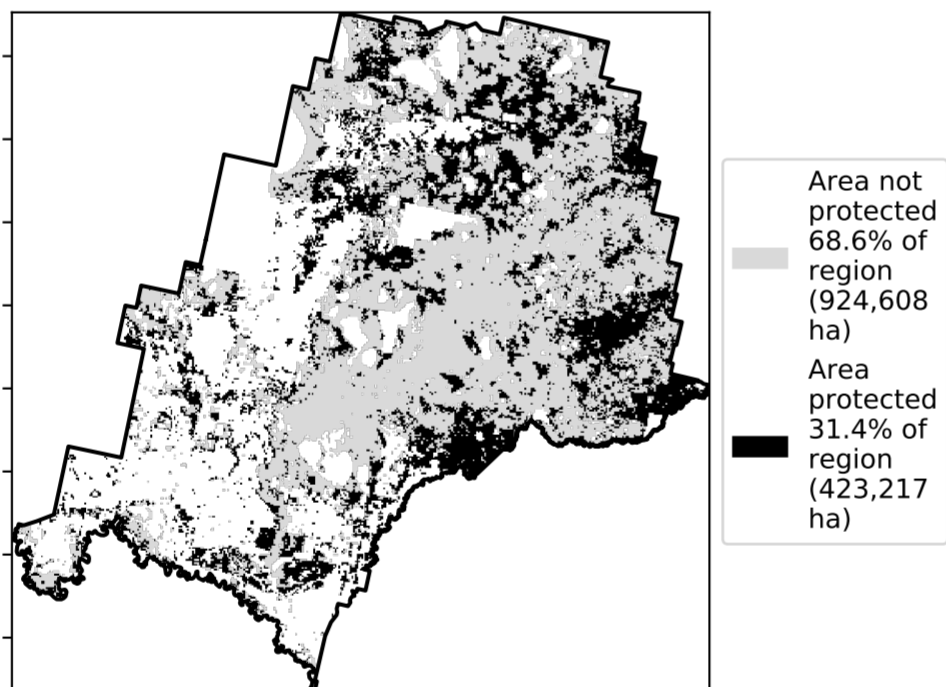 Area not
protected
68.6% of
region
(924,608
ha)
Area
protected
31.4% of
region
(423,217
ha)